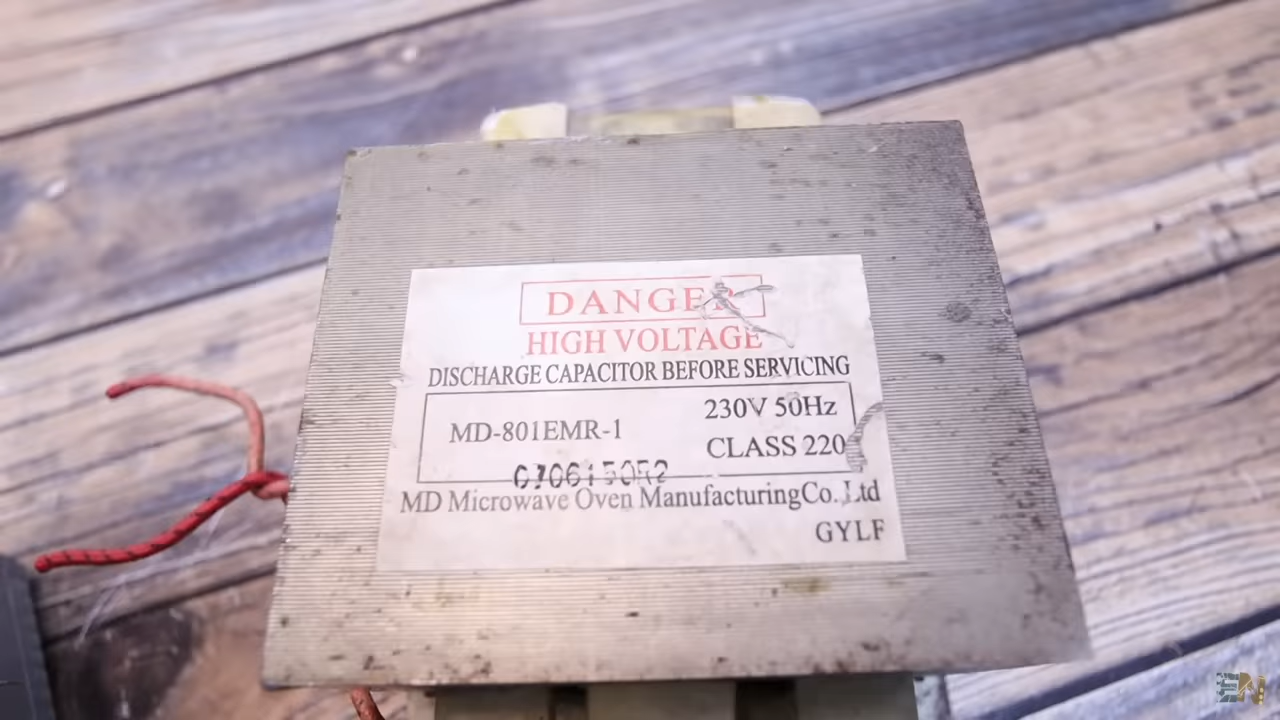 DANGER
HIGH VOLTAGE
DISCHARGE CAPACITOR BEFORE SERVICING
230V 50Hz
MD-801EMR-1
CLASS 220
MD Microwave Oven ManufacturingCo.,Ltd
GYLF